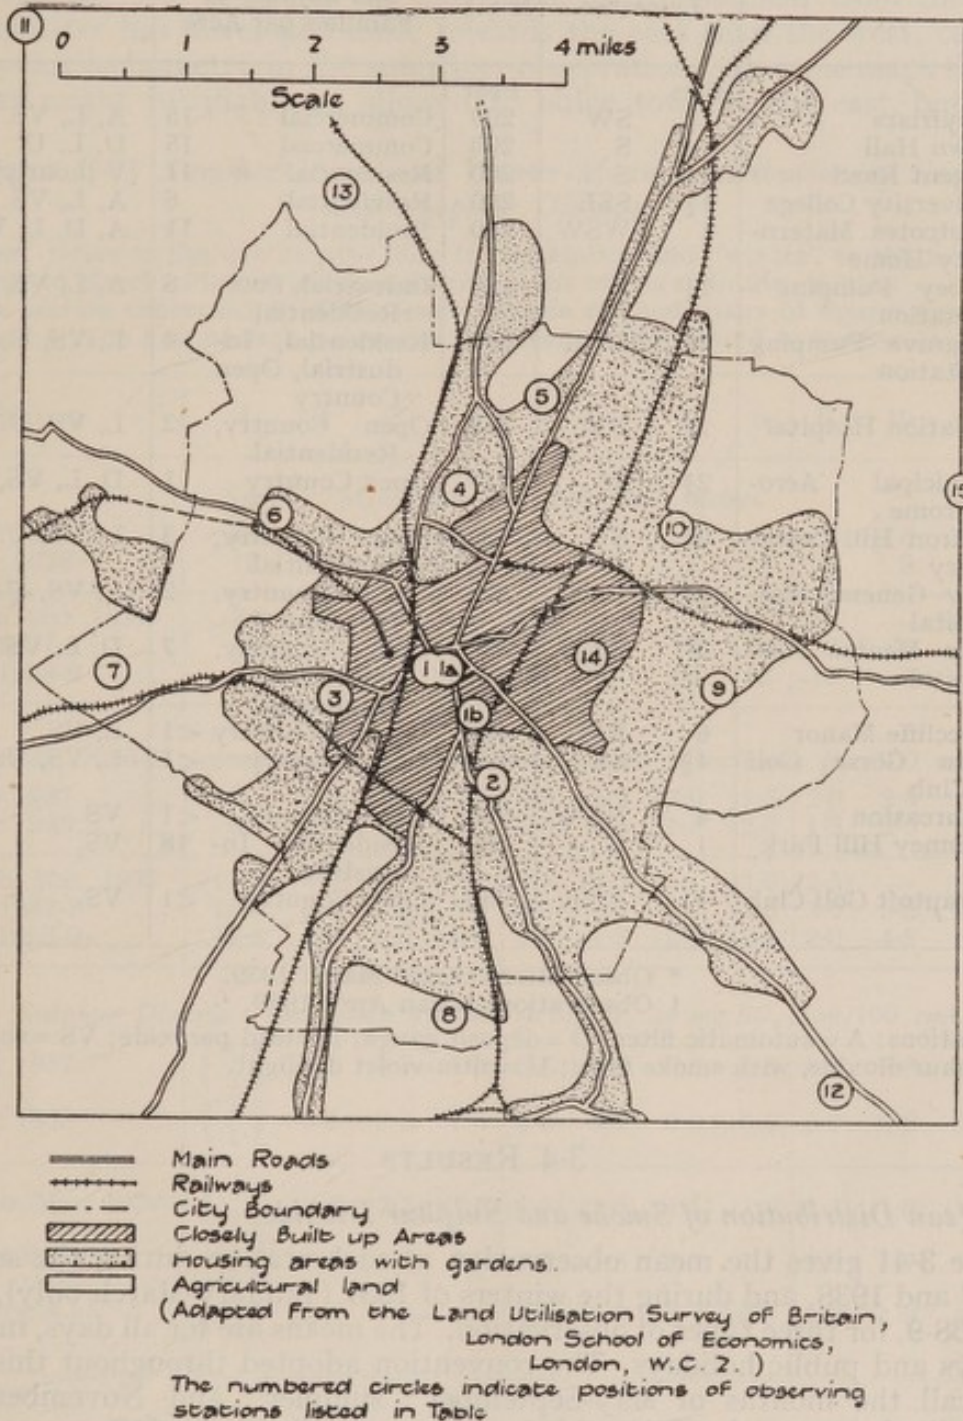 11
0 1 2 3 4 miles
Scale
13
5
4
15
6
10
7
1 1a
14
3
9
1b
2
8
12
Main Roads
Railways
City Boundary
Closely Built up Areas
Housing areas with gardens.
Agricultural land
(Adapted From the Land Utilisation Survey of Britain,
London School of Economics,
London, W.C. 2.)
The numbered circles indicate positions of observing
stations listed in Table